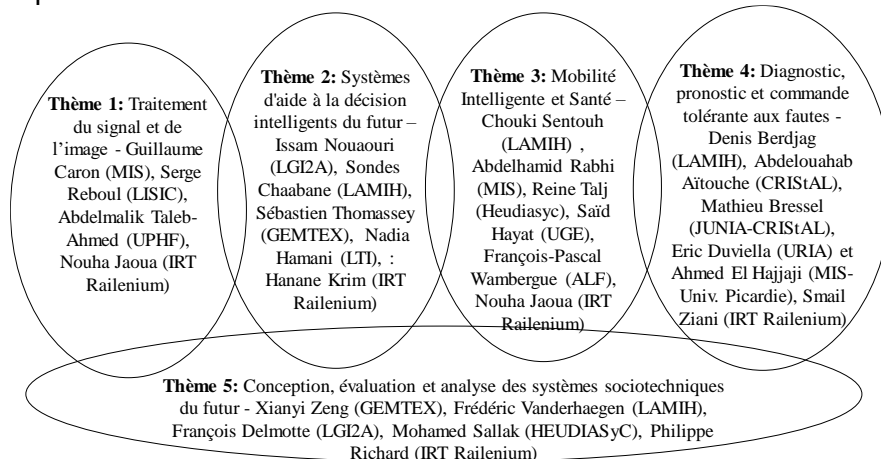 Thème 1: Traitement
du signal et de
l'image - Guillaume
Caron (MIS), Serge
Reboul (LISIC),
Abdelmalik Taleb-
Ahmed (UPHF),
Nouha Jaoua (IRT
Railenium)
Thème 2: Systèmes
d'aide à la décision
intelligents du futur –
Issam Nouaouri
(LGI2A), Sondes
Chaabane (LAMIH),
Sébastien Thomassey
(GEMTEX), Nadia
Hamani (LTI), :
Hanane Krim (IRT
Railenium)
Thème 3: Mobilité
Intelligente et Santé –
Chouki Sentouh
(LAMIH) ,
Abdelhamid Rabhi
(MIS), Reine Talj
(Heudiasyc), Saïd
Hayat (UGE),
François-Pascal
Wambergue (ALF),
Nouha Jaoua (IRT
Railenium)
Thème 4: Diagnostic,
pronostic et commande
tolérante aux fautes -
Denis Berdjag
(LAMIH), Abdelouahab
Aïtouche (CRIStAL),
Mathieu Bressel
(JUNIA-CRIStAL),
Eric Duviella (URIA) et
Ahmed El Hajjaji (MIS-
Univ. Picardie), Smail
Ziani (IRT Railenium)
Thème 5: Conception, évaluation et analyse des systèmes sociotechniques
du futur - Xianyi Zeng (GEMTEX), Frédéric Vanderhaegen (LAMIH),
François Delmotte (LGI2A), Mohamed Sallak (HEUDIASyC), Philippe
Richard (IRT Railenium)